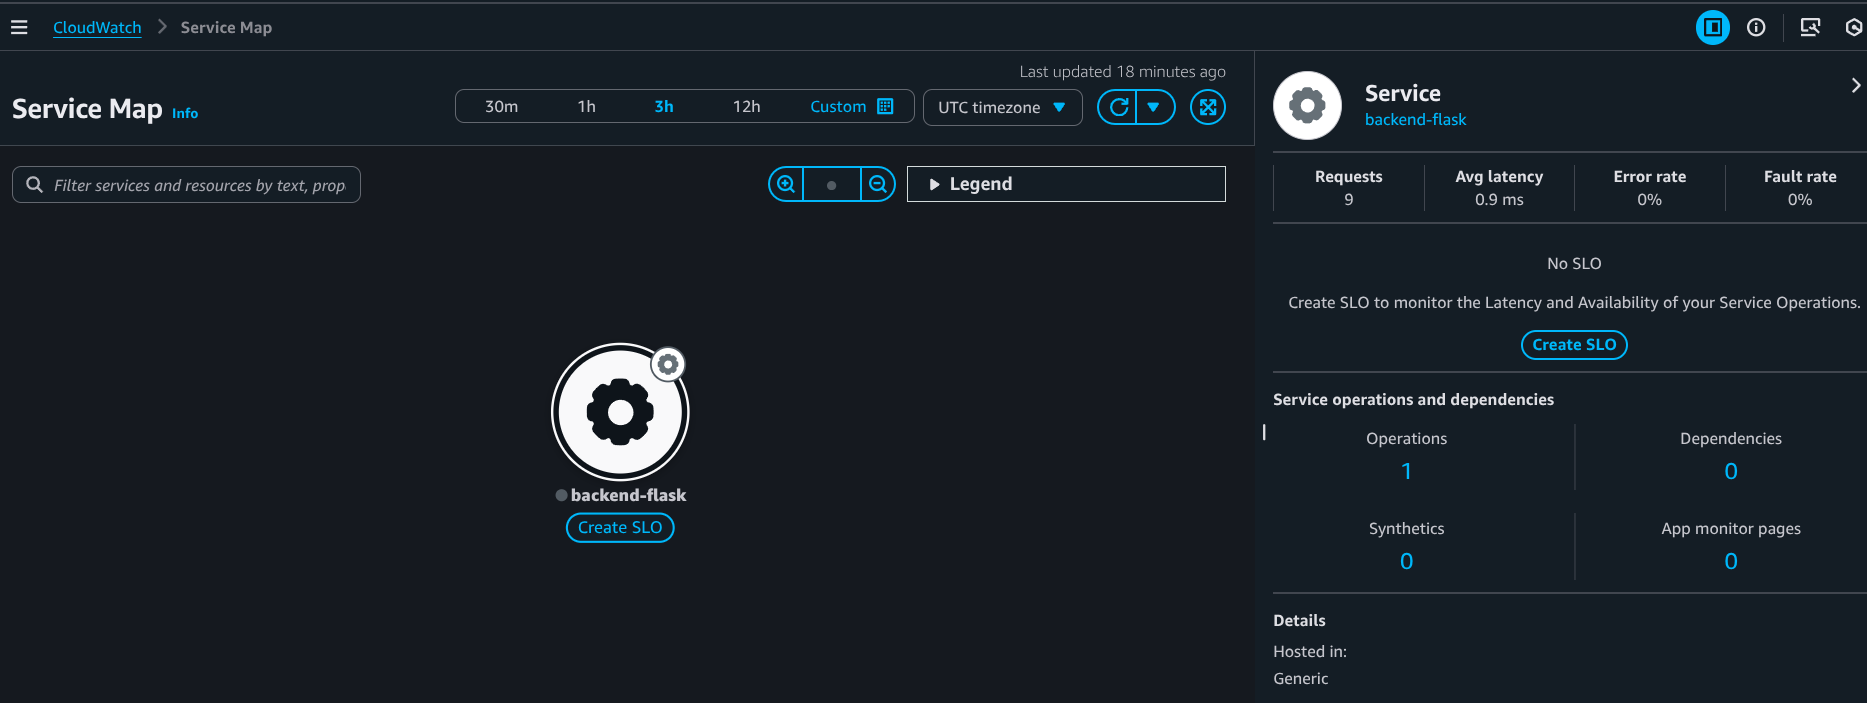 CloudWatch
Service Map
Last updated 18 minutes ago
Service Map Info
30m 1h 3h 12h Custom
UTC timezone
Filter services and resources by text, prop
Legend
backend-flask
Create SLO
Service
backend-flask
Requests Avg latency Error rate Fault rate
9 0.9 ms 0% 0%
No SLO
Create SLO to monitor the Latency and Availability of your Service Operations.
Create SLO
Service operations and dependencies
Operations Dependencies
1 0
Synthetics App monitor pages
0 0
Details
Hosted in:
Generic